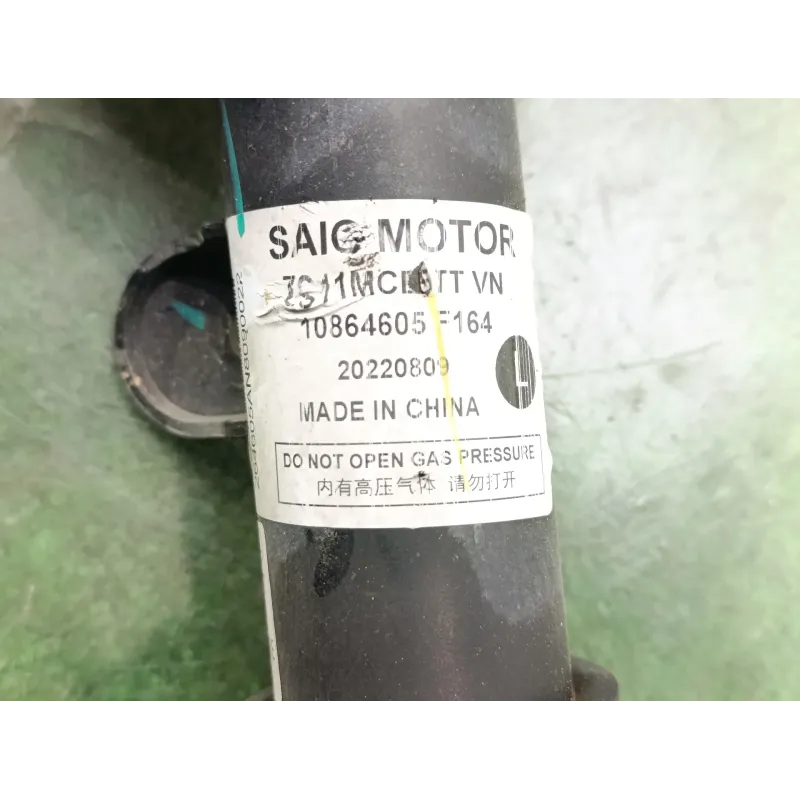 SAIC MOTOR
VN
10864605 F164
20220809
L
MADE IN CHINA
DO NOT OPEN GAS PRESSURE
内有高压气体 请勿打开